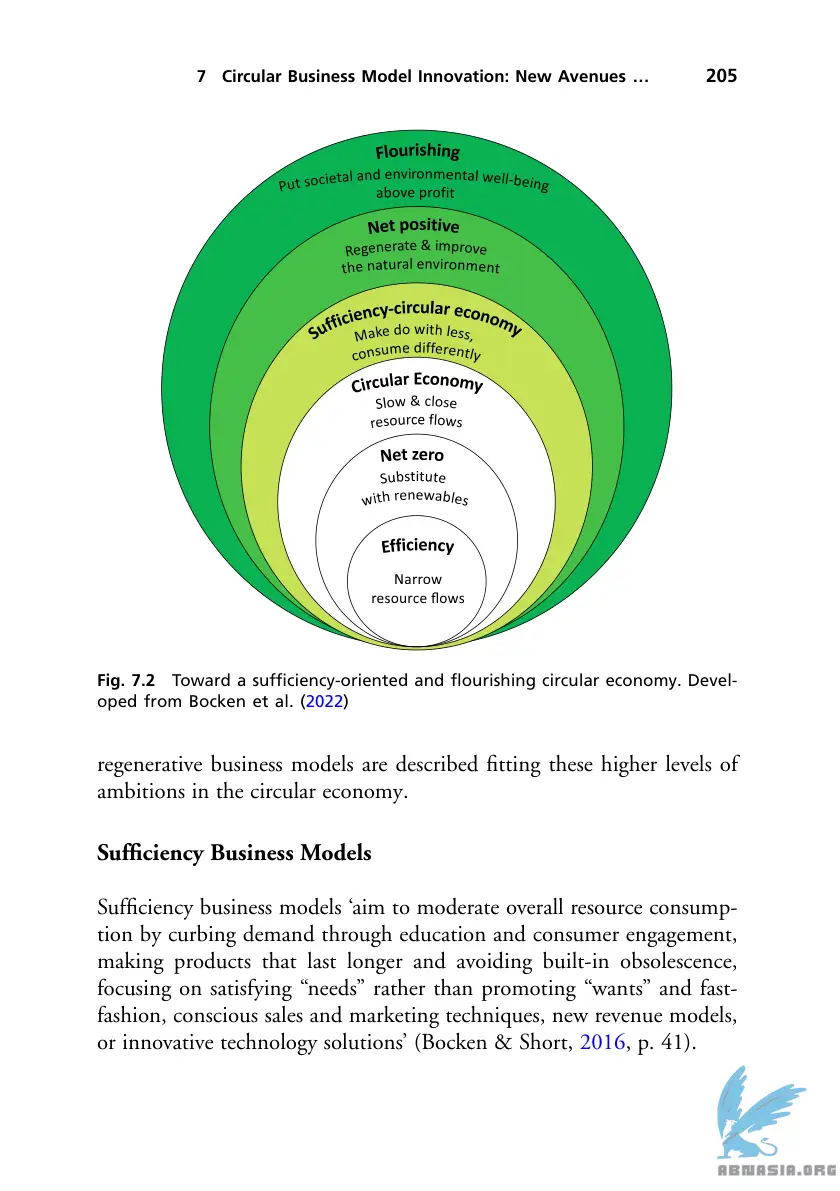 7 Circular Business Model Innovation: New Avenues … 205
Flourishing
Put societal and environmental well-being
above profit
Net positive
Regenerate & improve
the natural environment
Sufficiency-circular economy
Make do with less,
consume differently
Circular Economy
Slow & close
resource flows
Net zero
Substitute
with renewables
Efficiency
Narrow
resource flows
Fig. 7.2 Toward a sufficiency-oriented and flourishing circular economy. Devel-
oped from Bocken et al. (2022)
regenerative business models are described fitting these higher levels of
ambitions in the circular economy.
Sufficiency Business Models
Sufficiency business models ‘aim to moderate overall resource consump-
tion by curbing demand through education and consumer engagement,
making products that last longer and avoiding built-in obsolescence,
focusing on satisfying “needs” rather than promoting “wants” and fast-
fashion, conscious sales and marketing techniques, new revenue models,
or innovative technology solutions’ (Bocken & Short, 2016, p. 41).
ABNASIA.ORG